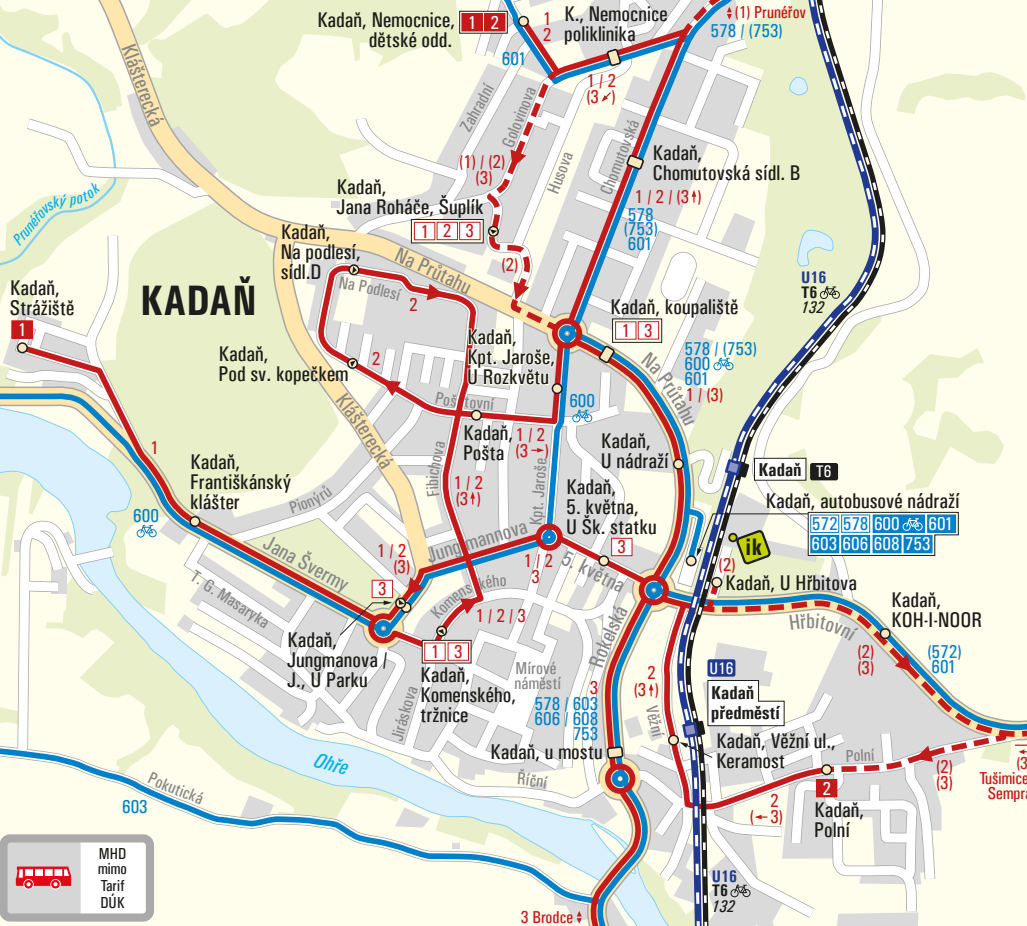 Kadaň, Nemocnice,
dětské odd.
1 2
1
2
K., Nemocnice
poliklinika
(1) Prunéřov
578 / (753)
601
1 / 2
(3 ↙)
Klášterecká
Zahradní
Golovinova
Husova
Chomutovská
Kadaň,
Chomutovská sídl. B
(1) / (2)
(3)
1 / 2 / (3↑)
578
(753)
601
Prunéřovský potok
Kadaň,
Jana Roháče, Šuplík
1 2 3
(2)
Kadaň,
Na podlesí,
sídl.D
Na Podlesí
2
Na Průtahu
U16
T6
132
Kadaň,
Strážiště
1
KADAŇ
Kadaň, koupaliště
1 3
Kadaň,
Kpt. Jaroše,
U Rozkvětu
Na Průtahu
578 / (753)
600
601
1 / (3)
Kadaň,
Pod sv. kopečkem
2
Klášterecká
Poštovní
600
Kadaň,
Pošta
1 / 2
(3→)
Kadaň,
U nádraží
1
Kadaň,
Františkánský
klášter
Fibichova
Kpt. Jaroše
Kadaň T6
Kadaň,
5. května,
U Šk. statku
3
Kadaň, autobusové nádraží
572 578 600 601
603 606 608 753
1 / 2
(3↑)
Pionýrů
600
Jana Švermy
1 / 2
(3)
Jungmannova
1 / 2
3
5. května
ik
(2)
Kadaň, U Hřbitova
T. G. Masaryka
3
Komenského
1 / 2 / 3
Rokelská
Hřbitovní
Kadaň,
KOH-I-NOOR
(2)
(3)
(572)
601
Kadaň,
Jungmanova /
J., U Parku
1 3
Kadaň,
Komenského,
tržnice
Mírové
náměstí
2
(3↑)
U16
Kadaň
předměstí
3
578 / 603
606 / 608
753
Věžní
Jiráskova
Kadaň, u mostu
Kadaň, Věžní ul.,
Keramost
Polní
(2)
(3)
(3
Tušimice
Sempra
Ohře
Říční
Pokutická
603
2
(←3)
2
Kadaň,
Polní
MHD
mimo
Tarif
DÚK
U16
T6
132
3 Brodce